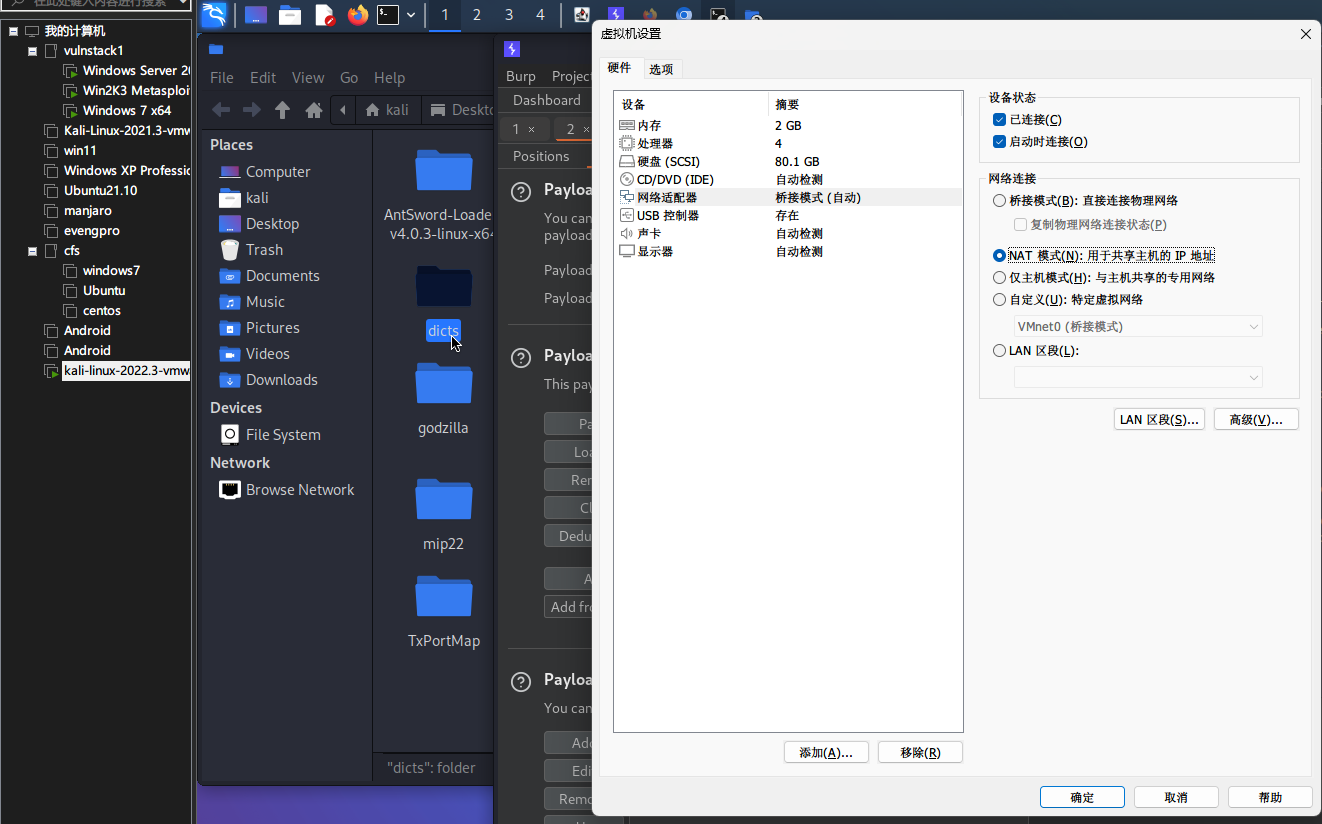 在此处键入内容进行搜索
我的计算机
vulnstack1
Windows Server 20
Win2K3 Metasploi
Windows 7 x64
Kali-Linux-2021.3-vmw
win11
Windows XP Professic
Ubuntu21.10
manjaro
evengpro
cfs
windows7
Ubuntu
centos
Android
Android
kali-linux-2022.3-vmw
1 2 3 4
File Edit View Go Help
kali
Deskto
Places
Computer
kali
Desktop
Trash
Documents
Music
Pictures
Videos
Downloads
Devices
File System
Network
Browse Network
AntSword-Loade
v4.0.3-linux-x64
dicts
godzilla
mip22
TxPortMap
"dicts": folder
Burp Project
Dashboard
1 × 2 ×
Positions
Payloa
You can
payload
Payload
Payload
Payloa
This pay
Pa
Loa
Rem
Cl
Dedu
A
Add fro
Payloa
You can
Add
Edi
Remo
虚拟机设置
硬件 选项
设备 摘要
内存 2 GB
处理器 4
硬盘 (SCSI) 80.1 GB
CD/DVD (IDE) 自动检测
网络适配器 桥接模式 (自动)
USB 控制器 存在
声卡 自动检测
显示器 自动检测
添加(A)... 移除(R)
设备状态
已连接(C)
启动时连接(O)
网络连接
桥接模式(B): 直接连接物理网络
复制物理网络连接状态(P)
NAT 模式(N): 用于共享主机的 IP 地址
仅主机模式(H): 与主机共享的专用网络
自定义(U): 特定虚拟网络
VMnet0 (桥接模式)
LAN 区段(L):
LAN 区段(S)... 高级(V)...
确定 取消 帮助